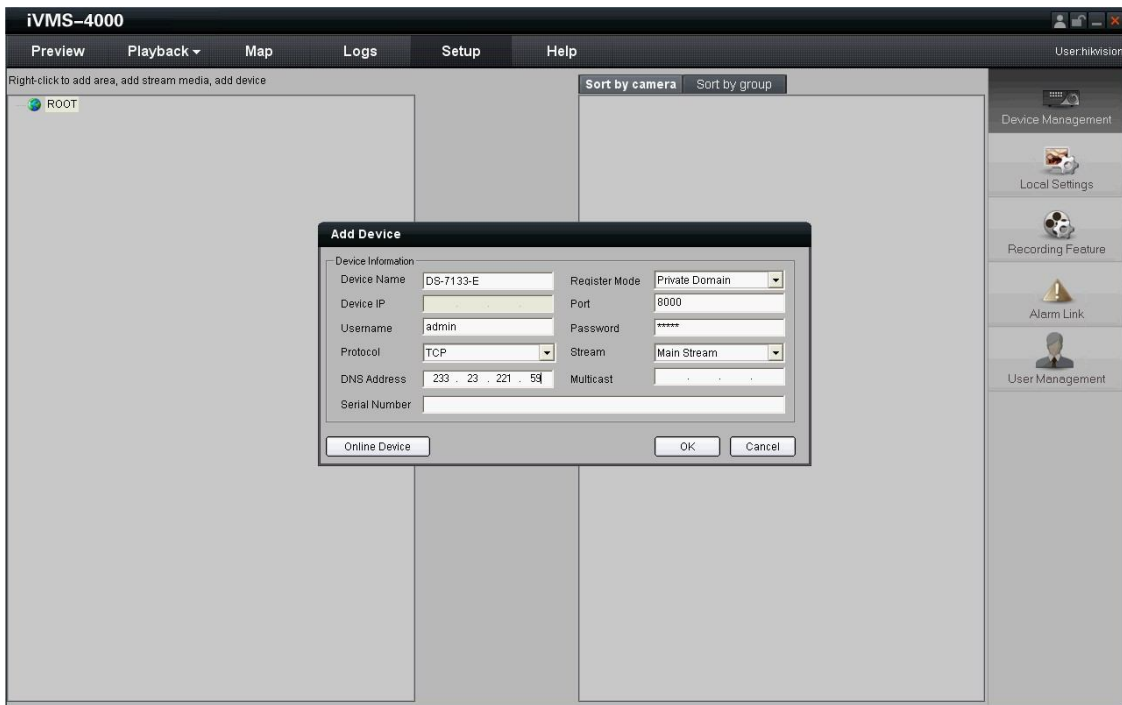 iVMS-4000
Preview Playback Map Logs Setup Help User:hikvision
Right-click to add area, add stream media, add device
ROOT
Sort by camera Sort by group
Device Management
Local Settings
Recording Feature
Alarm Link
User Management
Add Device
Device Information
Device Name DS-7133-E Register Mode Private Domain
Device IP . . . Port 8000
Username admin Password *****
Protocol TCP Stream Main Stream
DNS Address 233 . 23 . 221 . 59 Multicast . . .
Serial Number
Online Device OK Cancel